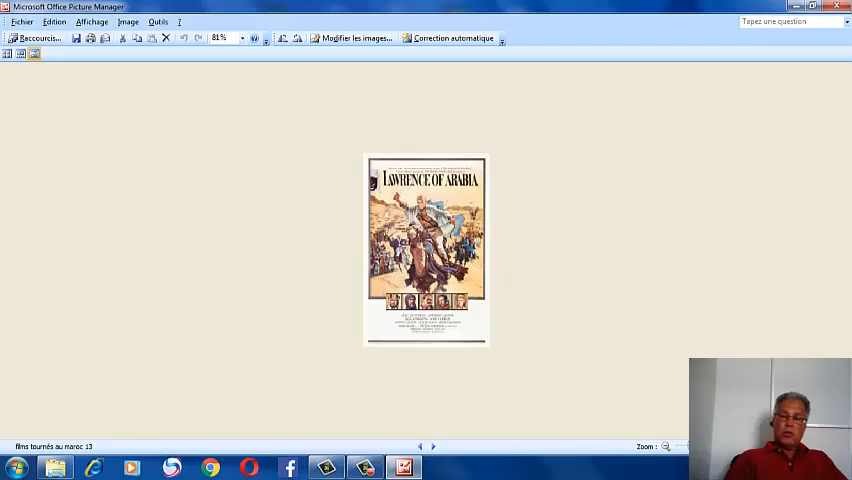 Microsoft Office Picture Manager
Fichier Édition Affichage Image Outils ?
Tapez une question
Raccourcis... 81% Modifier les images... Correction automatique
LAWRENCE OF ARABIA
films tournés au maroc 13
Zoom :